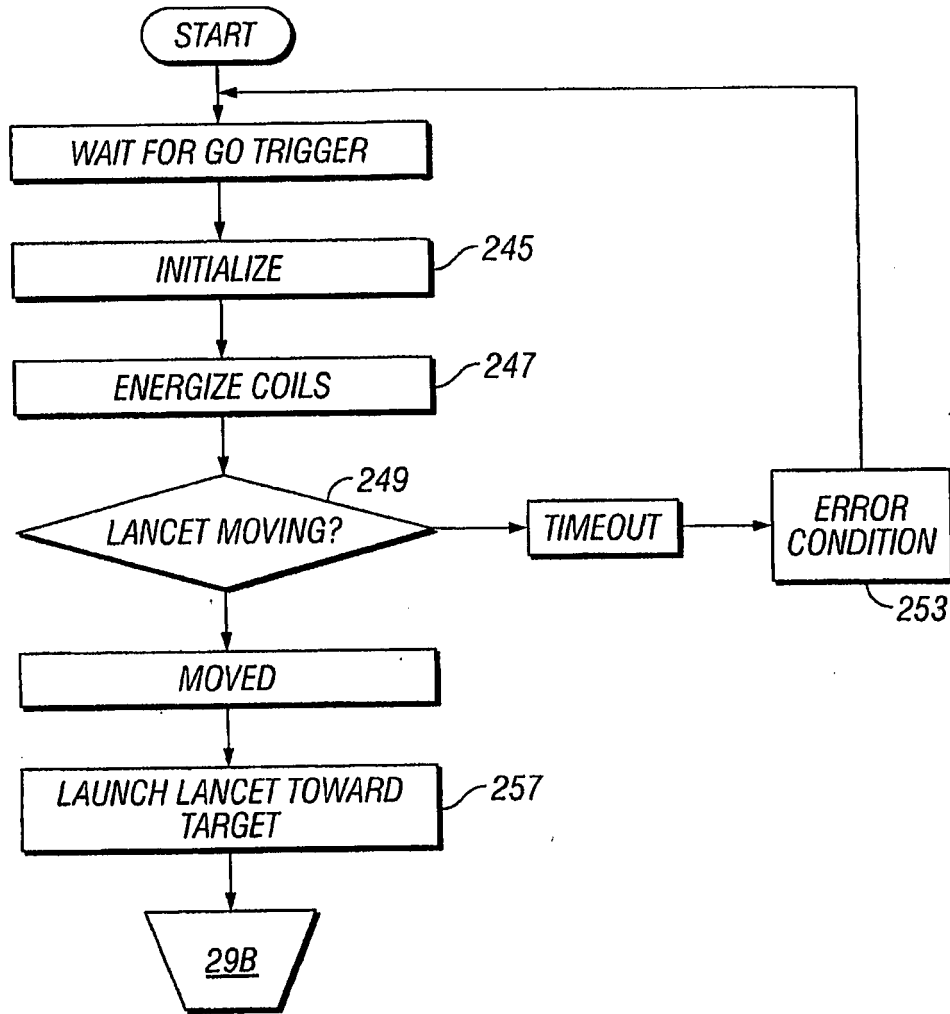 START
WAIT FOR GO TRIGGER
INITIALIZE
245
ENERGIZE COILS
247
LANCET MOVING?
249
TIMEOUT
ERROR
CONDITION
253
MOVED
LAUNCH LANCET TOWARD
TARGET
257
29B